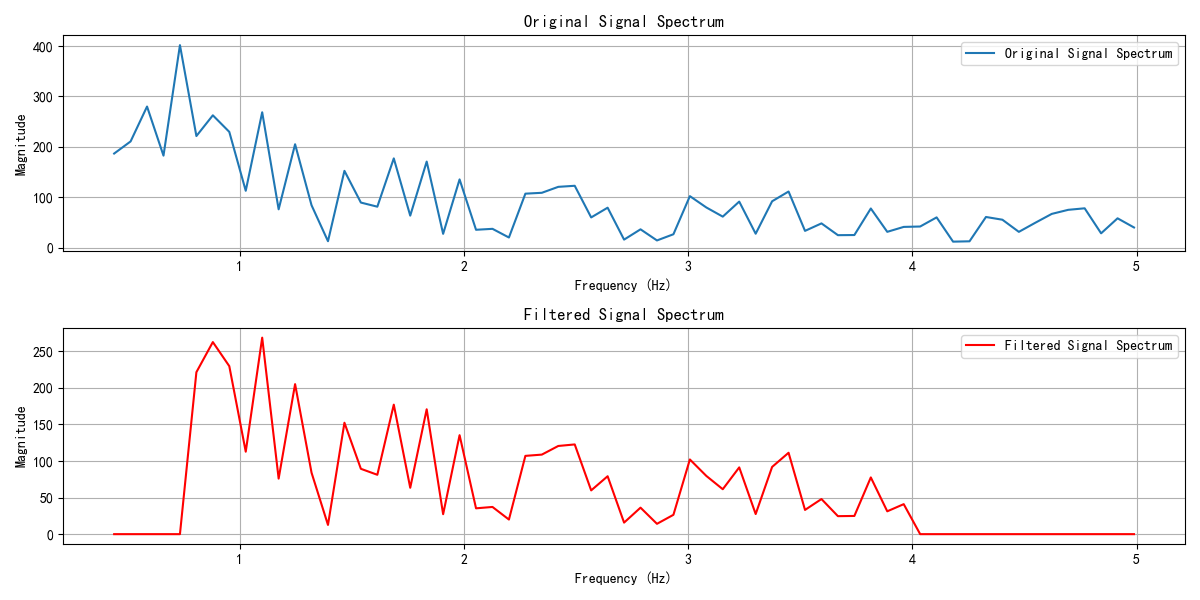 Original Signal Spectrum
400
300
200
100
0
Magnitude
Original Signal Spectrum
1
2
3
4
5
Frequency (Hz)
Filtered Signal Spectrum
250
200
150
100
50
0
Magnitude
Filtered Signal Spectrum
1
2
3
4
5
Frequency (Hz)